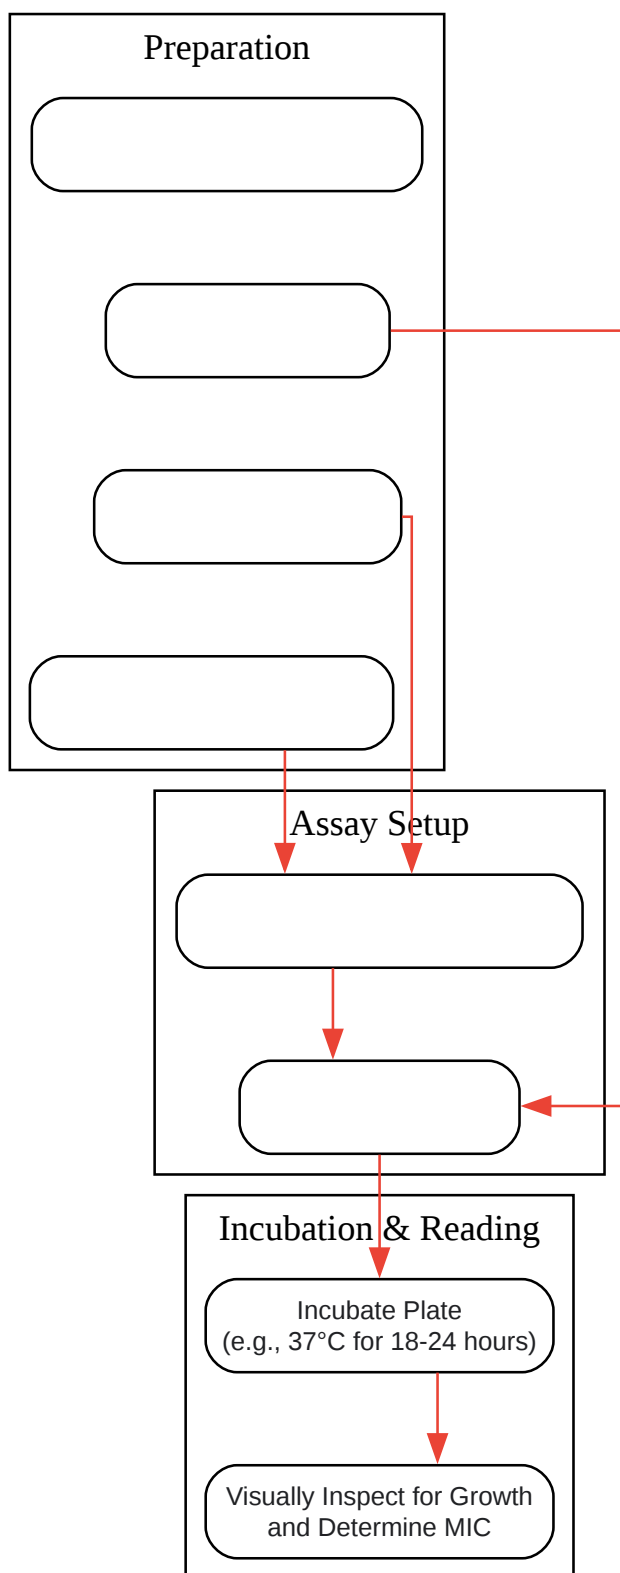 Preparation
Assay Setup
Incubation & Reading
Incubate Plate
(e.g., 37°C for 18-24 hours)
Visually Inspect for Growth
and Determine MIC